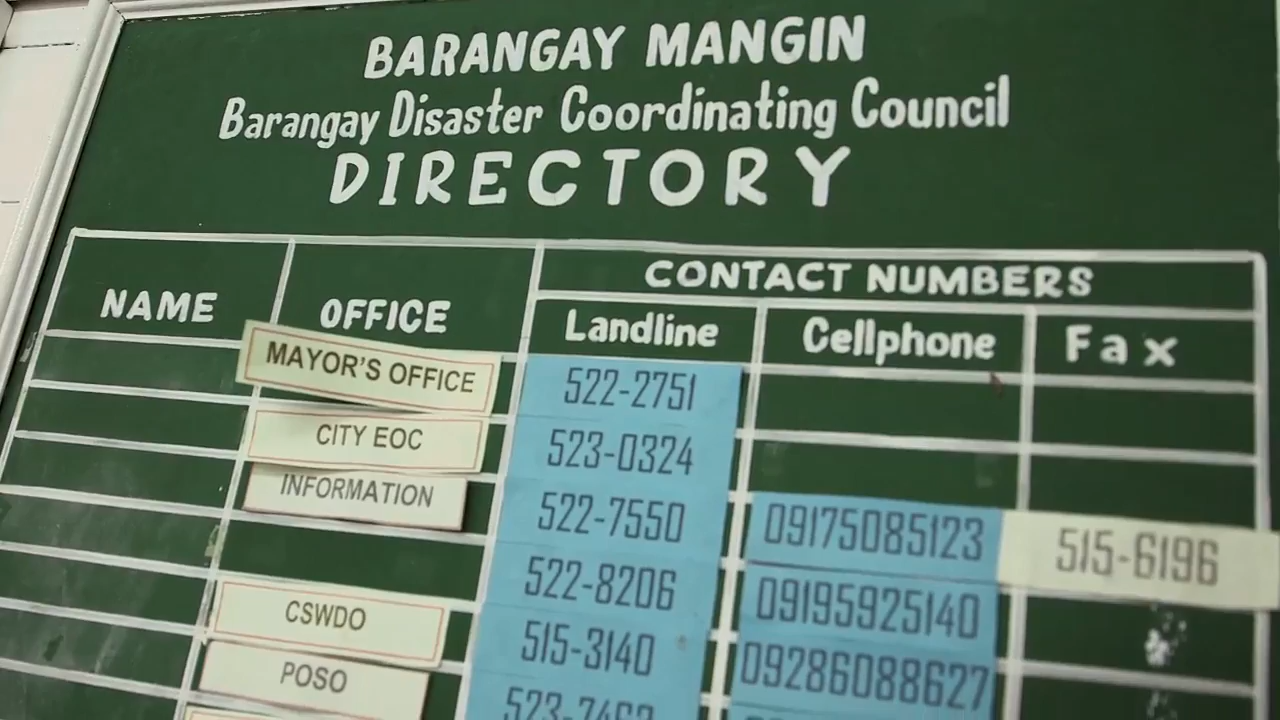 BARANGAY MANGIN
Barangay Disaster Coordinating Council
DIRECTORY
CONTACT NUMBERS
NAME OFFICE Landline Cellphone Fax
MAYOR'S OFFICE 522-2751
CITY EOC 523-0324
INFORMATION 522-7550 09175085123 515-6196
522-8206 09195925140
CSWDO 515-3140 09286088627
POSO